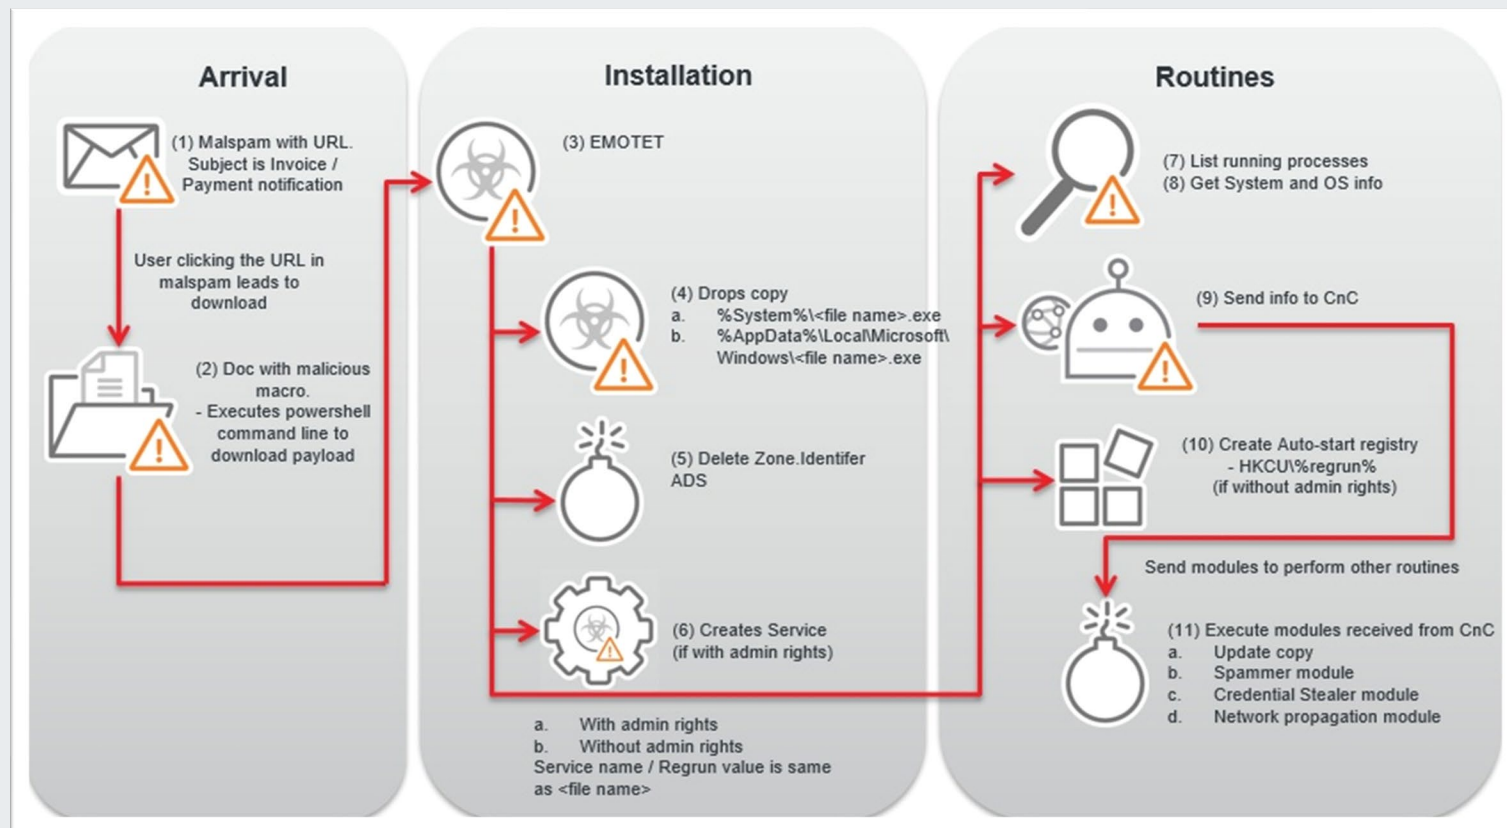 Arrival
(1) Malspam with URL.
Subject is Invoice /
Payment notification
User clicking the URL in
malspam leads to
download
(2) Doc with malicious
macro.
- Executes powershell
command line to
download payload
Installation
(3) EMOTET
(4) Drops copy
a. %System%\<file name>.exe
b. %AppData%\Local\Microsoft\
Windows\<file name>.exe
(5) Delete Zone.Identifer
ADS
(6) Creates Service
(if with admin rights)
a. With admin rights
b. Without admin rights
Service name / Regrun value is same
as <file name>
Routines
(7) List running processes
(8) Get System and OS info
(9) Send info to CnC
(10) Create Auto-start registry
- HKCU\%regrun%
(if without admin rights)
Send modules to perform other routines
(11) Execute modules received from CnC
a. Update copy
b. Spammer module
c. Credential Stealer module
d. Network propagation module